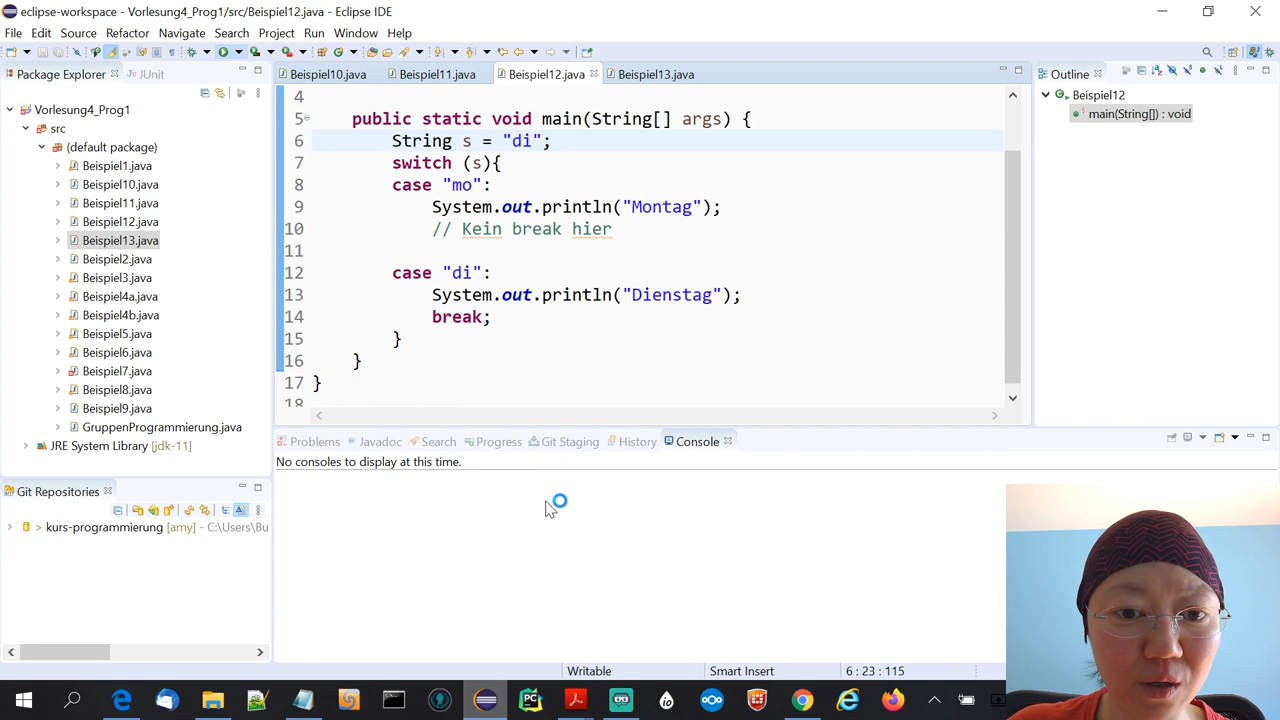 eclipse-workspace - Vorlesung4_Prog1/src/Beispiel12.java - Eclipse IDE
File Edit Source Refactor Navigate Search Project Run Window Help
Package Explorer JUnit
Beispiel10.java Beispiel11.java Beispiel12.java Beispiel13.java
Outline
Vorlesung4_Prog1
src
(default package)
Beispiel1.java
Beispiel10.java
Beispiel11.java
Beispiel12.java
Beispiel13.java
Beispiel2.java
Beispiel3.java
Beispiel4a.java
Beispiel4b.java
Beispiel5.java
Beispiel6.java
Beispiel7.java
Beispiel8.java
Beispiel9.java
GruppenProgrammierung.java
JRE System Library [jdk-11]
4
5 public static void main(String[] args) {
6 String s = "di";
7 switch (s){
8 case "mo":
9 System.out.println("Montag");
10 // Kein break hier
11
12 case "di":
13 System.out.println("Dienstag");
14 break;
15 }
16 }
17 }
18
Beispiel12
main(String[]) : void
Problems Javadoc Search Progress Git Staging History Console
No consoles to display at this time.
Git Repositories
> kurs-programmierung [amy] - C:\Users\Bu
Writable Smart Insert 6 : 23 : 115